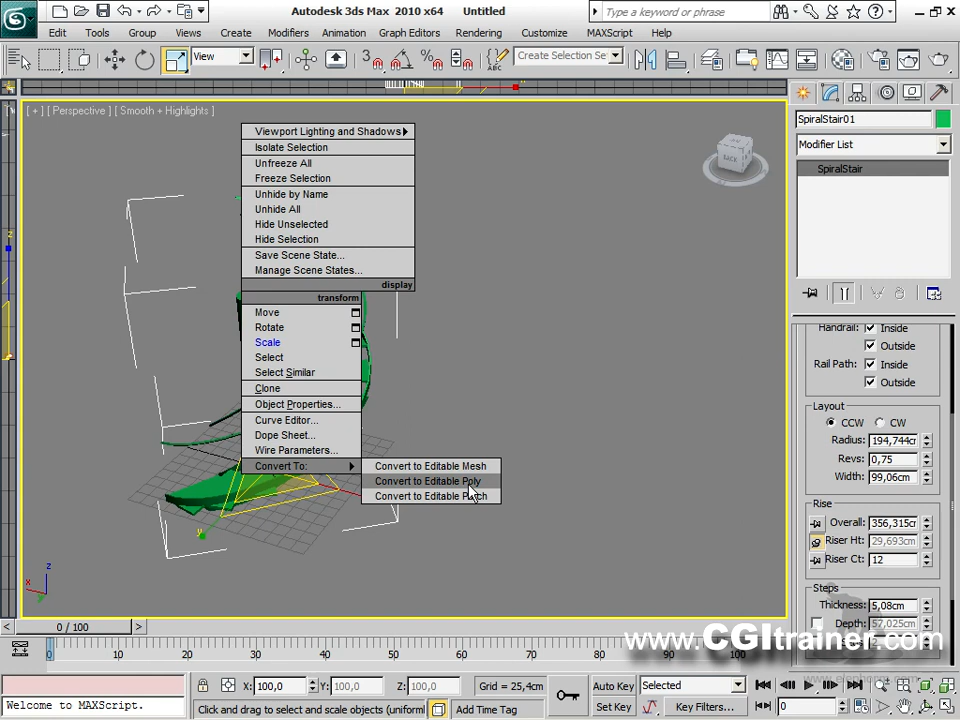 Autodesk 3ds Max 2010 x64 Untitled
Type a keyword or phrase
Edit Tools Group Views Create Modifiers Animation Graph Editors Rendering Customize MAXScript Help
View
Create Selection Se
[ + ] [ Perspective ] [ Smooth + Highlights ]
BACK
SpiralStair01
Modifier List
SpiralStair
Viewport Lighting and Shadows
Isolate Selection
Unfreeze All
Freeze Selection
Unhide by Name
Unhide All
Hide Unselected
Hide Selection
Save Scene State...
Manage Scene States...
display
transform
Move
Rotate
Scale
Select
Select Similar
Clone
Object Properties...
Curve Editor...
Dope Sheet...
Wire Parameters...
Convert To:
Convert to Editable Mesh
Convert to Editable Poly
Convert to Editable Patch
Handrail: Inside
Outside
Rail Path: Inside
Outside
Layout
CCW CW
Radius: 194,744cm
Revs: 0,75
Width: 99,06cm
Rise
Overall: 356,315cm
Riser Ht: 29,693cm
Riser Ct: 12
Steps
Thickness: 5,08cm
Depth: 57,025cm
z
x
y
0 / 100
www.CGItrainer.com
0 10 20 30 40 50 60 70 80 90 100
X: 100,0 Y: 100,0 Z: 100,0 Grid = 25,4cm
Auto Key Selected
Set Key Key Filters...
0
Welcome to MAXScript.
Click and drag to select and scale objects (uniform
Add Time Tag